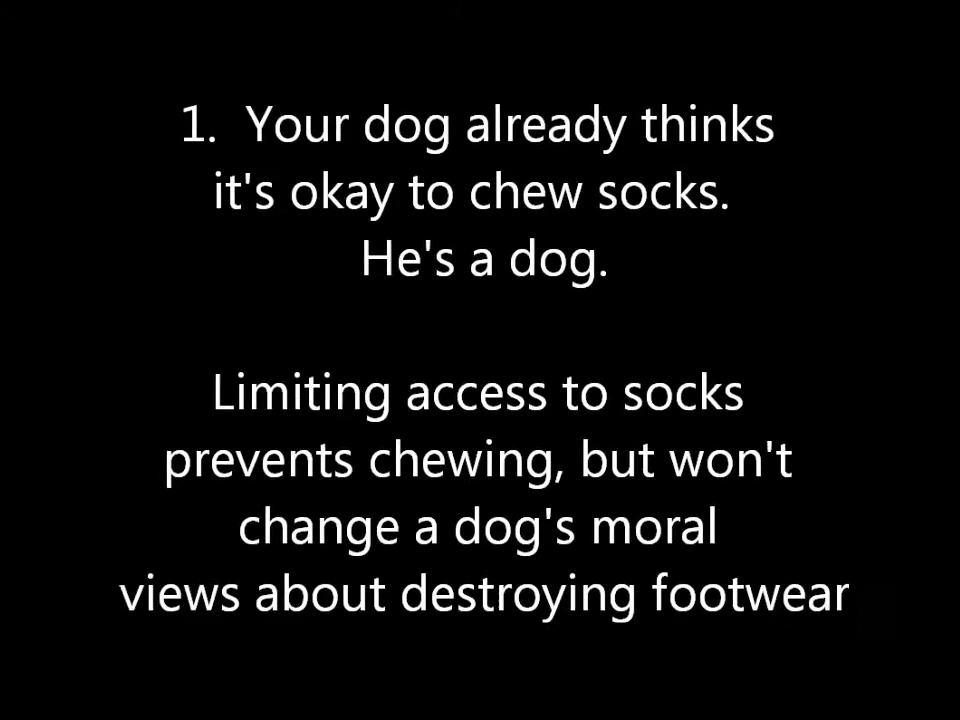 1.  Your dog already thinks
it's okay to chew socks.
He's a dog.
Limiting access to socks
prevents chewing, but won't
change a dog's moral
views about destroying footwear